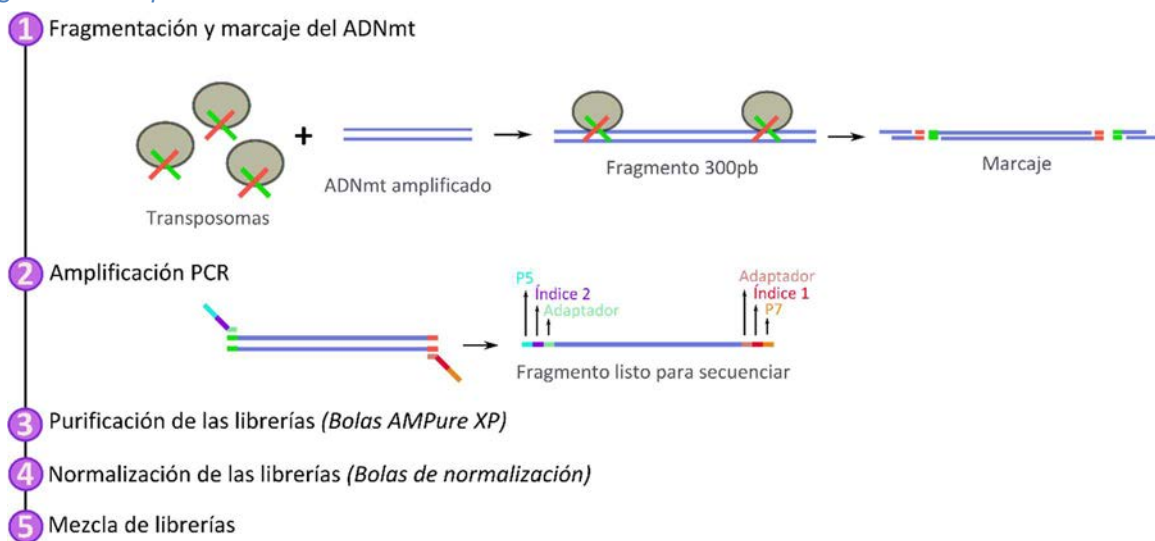 1 Fragmentación y marcaje del ADNmt
+
ADNmt amplificado
Transposomas
Fragmento 300pb
Marcaje
2 Amplificación PCR
P5
Índice 2
Adaptador
Adaptador
Índice 1
P7
Fragmento listo para secuenciar
3 Purificación de las librerías (Bolas AMPure XP)
4 Normalización de las librerías (Bolas de normalización)
5 Mezcla de librerías